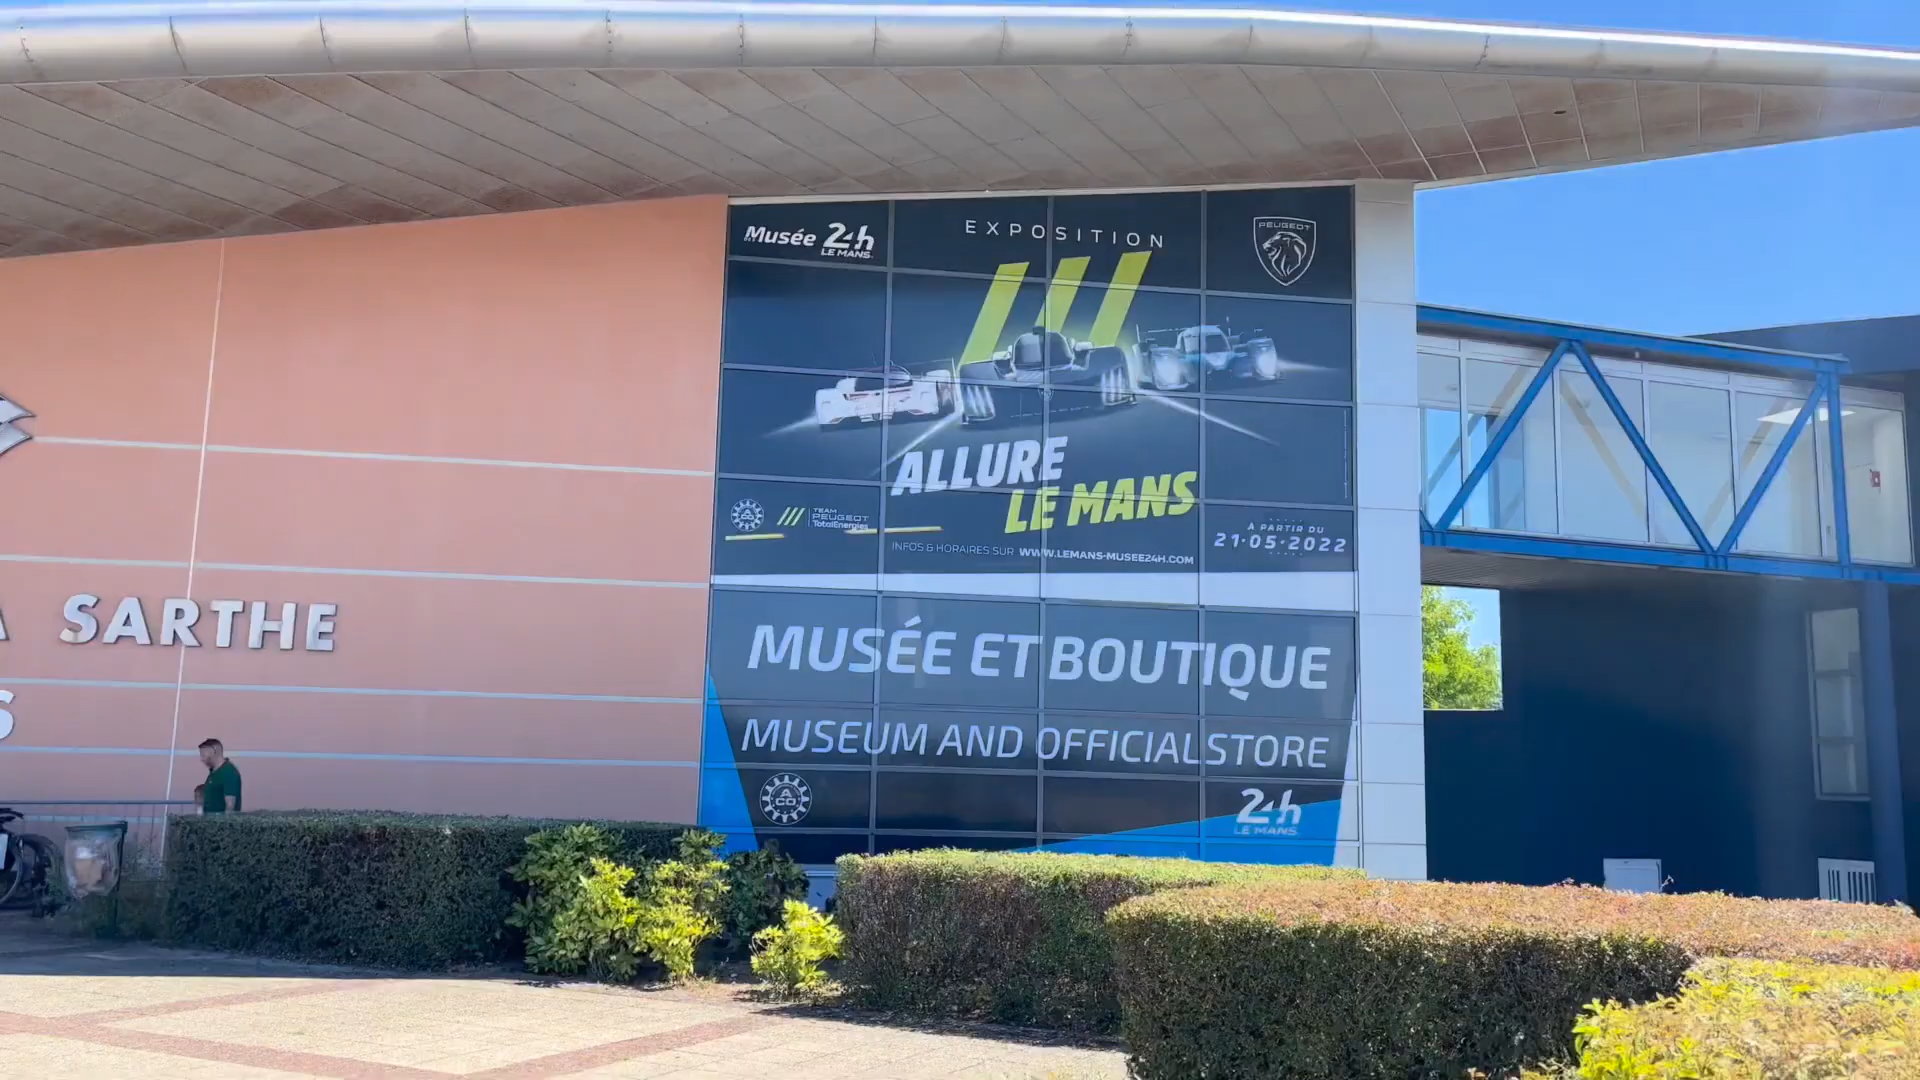 SARTHE
S
Musée 24h
LE MANS
EXPOSITION
PEUGEOT
ALLURE
LE MANS
ACO
TEAM
PEUGEOT
TotalEnergies
INFOS & HORAIRES SUR WWW.LEMANS-MUSEE24H.COM
À PARTIR DU
21·05·2022
MUSÉE ET BOUTIQUE
MUSEUM AND OFFICIAL STORE
ACO
24h
LE MANS